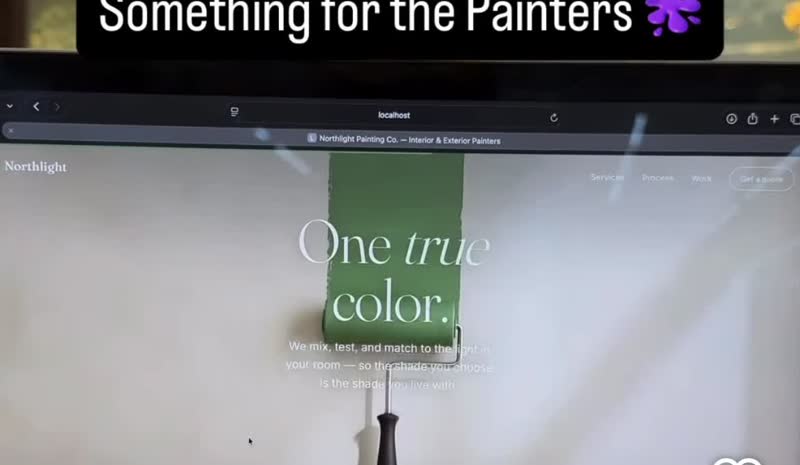 Something for the Painters
localhost
Northlight Painting Co. — Interior & Exterior Painters
Northlight
Services
Process
Work
Get a quote
One true
color.
We mix, test, and match to the light in
your room — so the shade you choose
is the shade you live with.